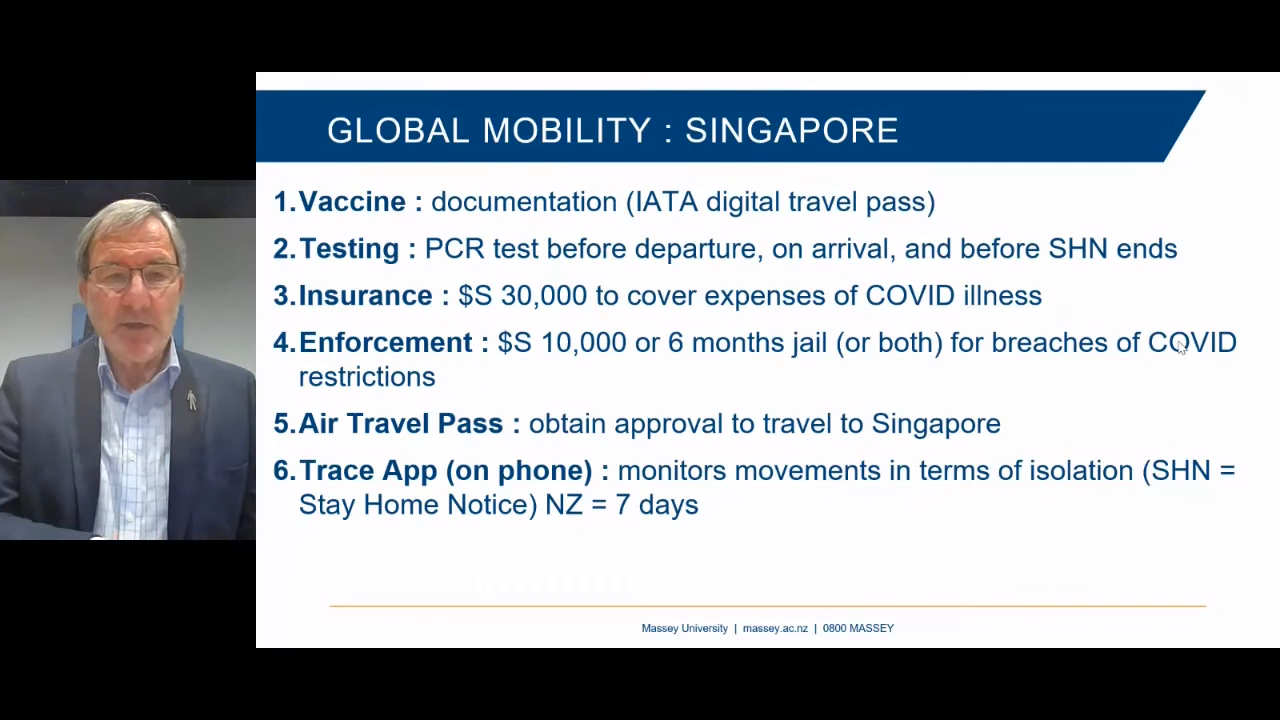 GLOBAL MOBILITY : SINGAPORE
1. Vaccine : documentation (IATA digital travel pass)
2. Testing : PCR test before departure, on arrival, and before SHN ends
3. Insurance : $S 30,000 to cover expenses of COVID illness
4. Enforcement : $S 10,000 or 6 months jail (or both) for breaches of COVID
restrictions
5. Air Travel Pass : obtain approval to travel to Singapore
6. Trace App (on phone) : monitors movements in terms of isolation (SHN =
Stay Home Notice) NZ = 7 days
Massey University | massey.ac.nz | 0800 MASSEY